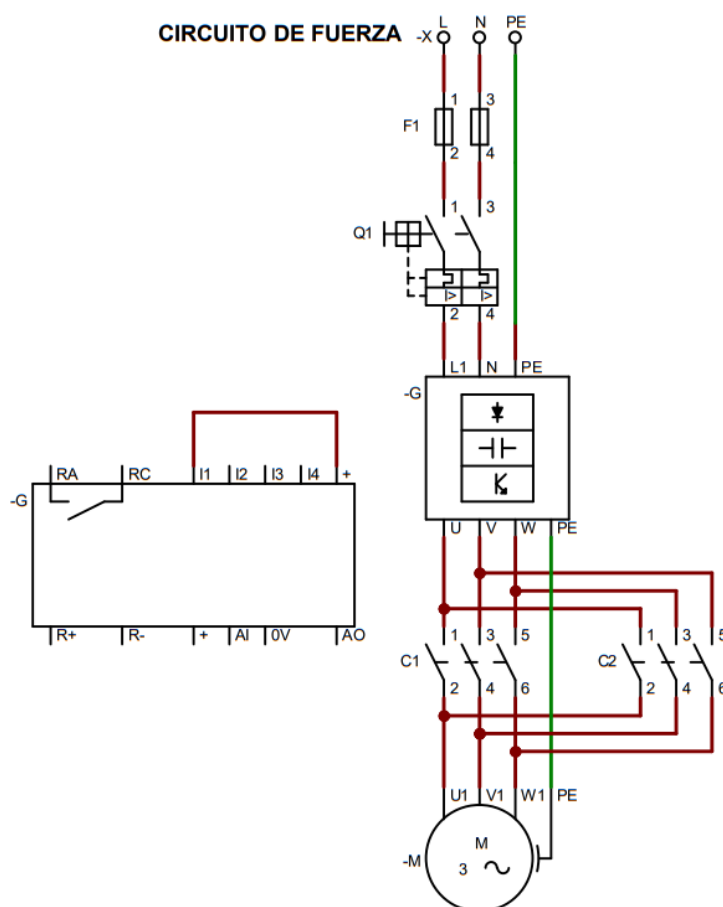 CIRCUITO DE FUERZA
-X L N PE
1 3
F1
2 4
1 3
Q1
I> I>
2 4
L1 N PE
-G
RA RC I1 I2 I3 I4 +
-G
U V W PE
R+ R- + AI 0V AO
1 3 5 1 3 5
C1 C2
2 4 6 2 4 6
U1 V1 W1 PE
M
-M
3